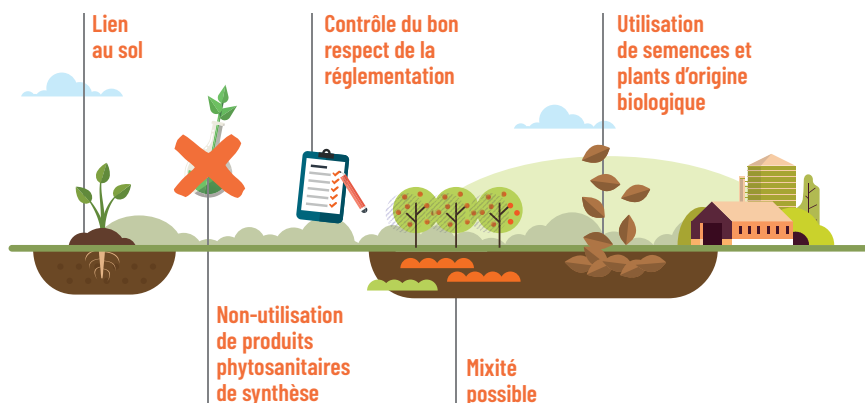 Lien
au sol
Contrôle du bon
respect de la
réglementation
Utilisation
de semences et
plants d'origine
biologique
Non-utilisation
de produits
phytosanitaires
de synthèse
Mixité
possible